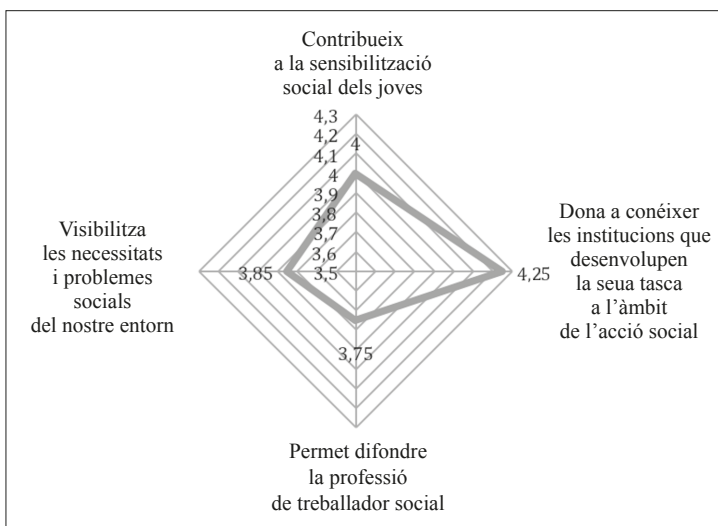 Contribueix
a la sensibilització
social dels joves
4,3
4,2
4,1
4
4
3,9
3,8
3,7
3,6
3,5
Visibilitza
les necessitats
i problemes
socials
del nostre entorn
3,85
Dona a conéixer
les institucions que
desenvolupen
la seua tasca
a l’àmbit
de l’acció social
4,25
3,75
Permet difondre
la professió
de treballador social